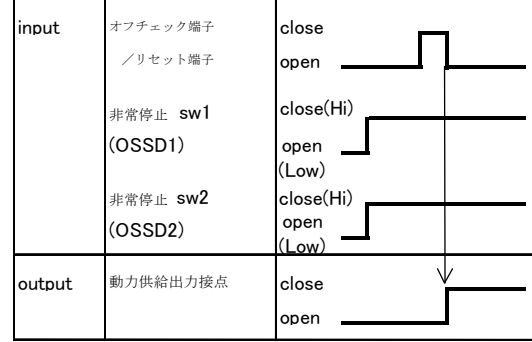 input オフチェック端子 close
／リセット端子 open
非常停止 sw1 close(Hi)
(OSSD1) open
(Low)
非常停止 sw2 close(Hi)
(OSSD2) open
(Low)
output 動力供給出力接点 close
open